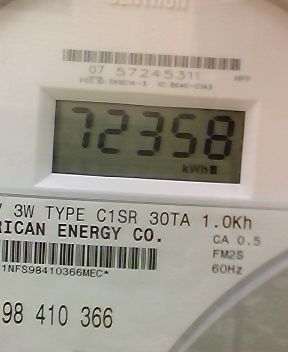 07 57245311
72358
kWh
V 3W TYPE C1SR 30TA 1.0Kh
RICAN ENERGY CO.
CA 0.5
FM2S
60Hz
1NFS98410366MEC*
98 410 366